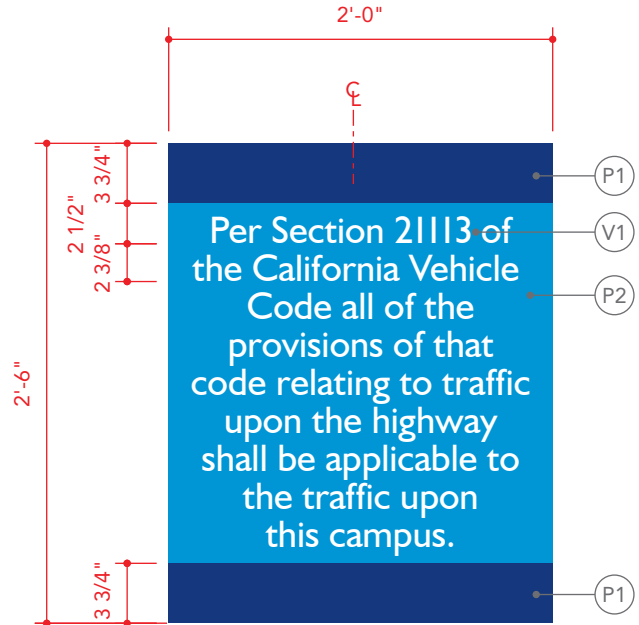 2'-0"
℄
3 3/4"
2 1/2"
2 3/8"
2'-6"
3 3/4"
P1
V1
P2
P1
Per Section 21113 of
the California Vehicle
Code all of the
provisions of that
code relating to traffic
upon the highway
shall be applicable to
the traffic upon
this campus.